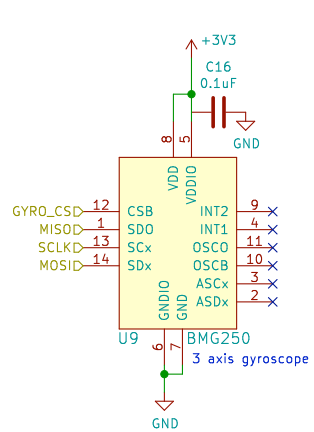 +3V3
C16
0.1uF
GND
8
5
VDD
VDDIO
GYRO_CS 12 CSB INT2 9
MISO 1 SDO INT1 4
SCLK 13 SCx OSCO 11
MOSI 14 SDx OSCB 10
ASCx 3
ASDx 2
GNDIO
GND
U9 BMG250
6
7
3 axis gyroscope
GND